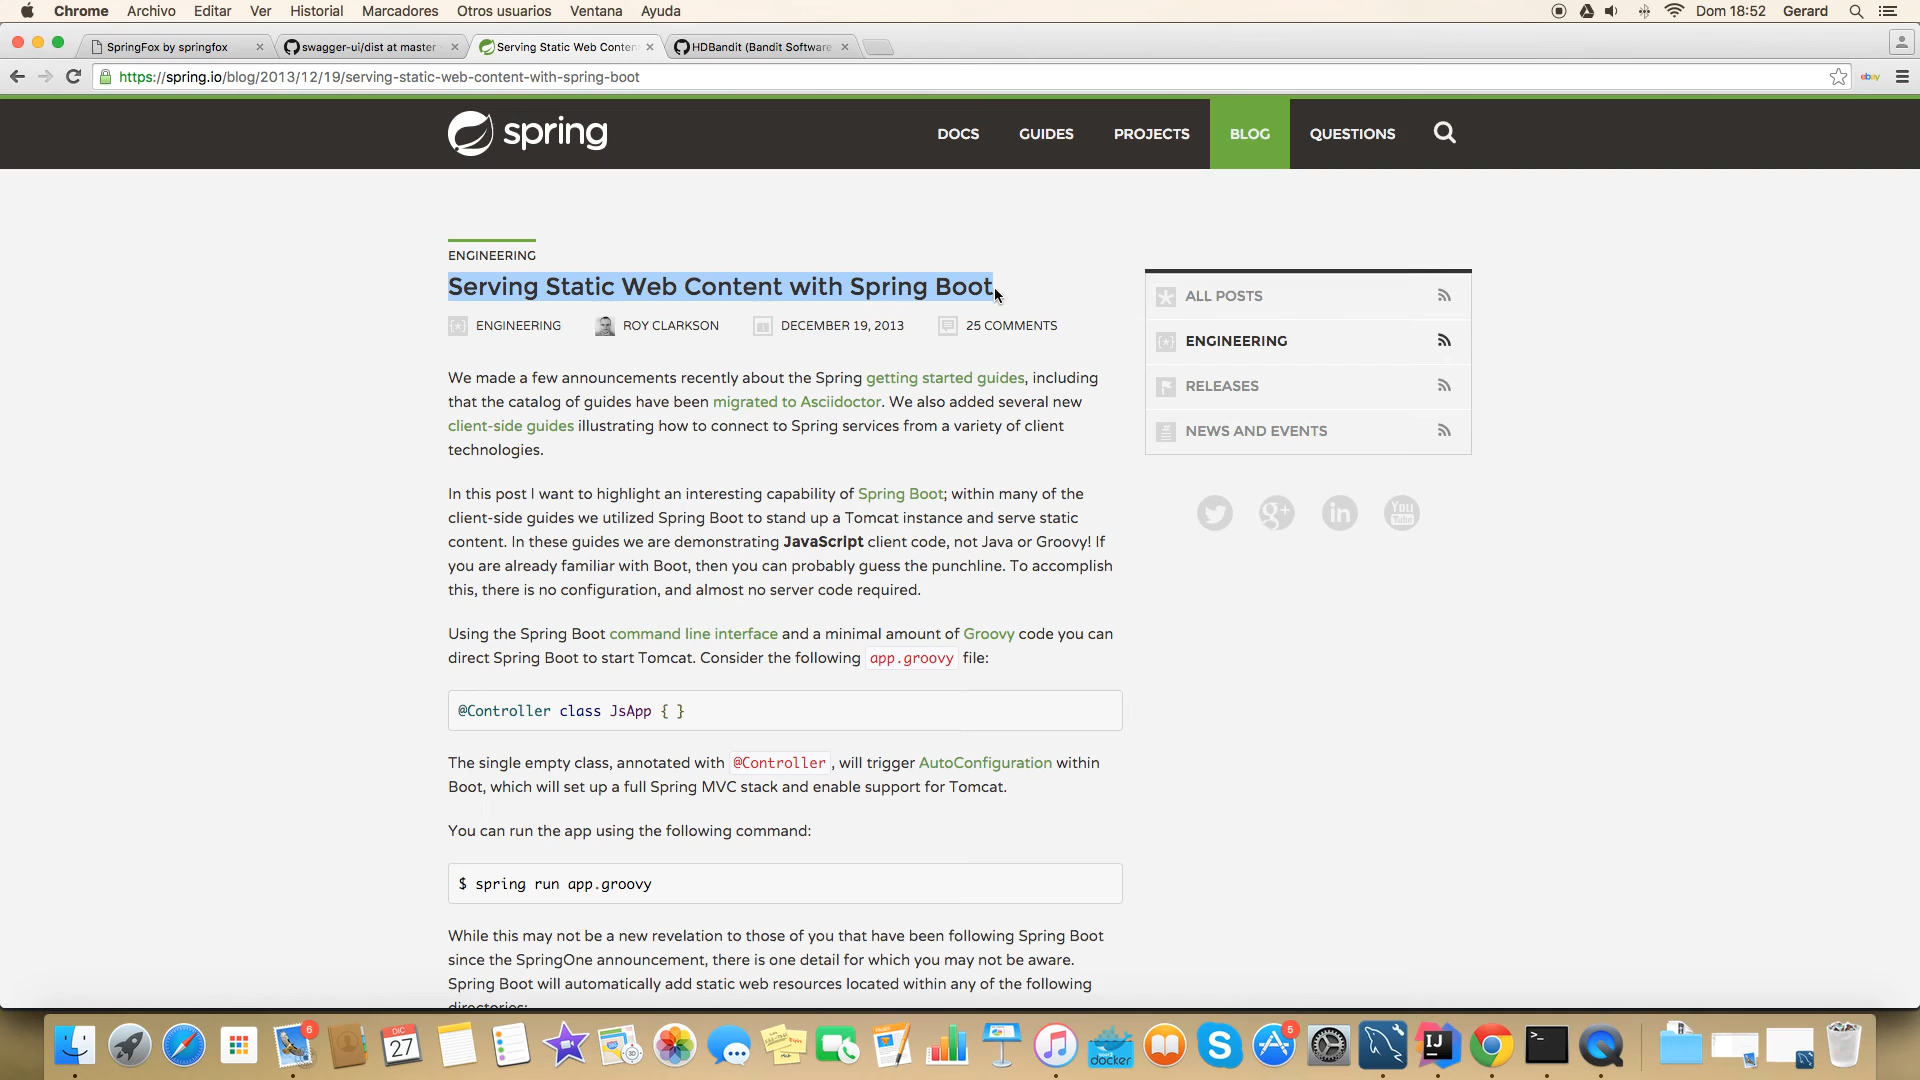 Chrome Archivo Editar Ver Historial Marcadores Otros usuarios Ventana Ayuda Dom 18:52 Gerard
SpringFox by springfox swagger-ui/dist at master Serving Static Web Conten HDBandit (Bandit Software
https://spring.io/blog/2013/12/19/serving-static-web-content-with-spring-boot ebay
spring DOCS GUIDES PROJECTS BLOG QUESTIONS
ENGINEERING
Serving Static Web Content with Spring Boot
ENGINEERING ROY CLARKSON DECEMBER 19, 2013 25 COMMENTS
We made a few announcements recently about the Spring getting started guides, including
that the catalog of guides have been migrated to Asciidoctor. We also added several new
client-side guides illustrating how to connect to Spring services from a variety of client
technologies.
In this post I want to highlight an interesting capability of Spring Boot; within many of the
client-side guides we utilized Spring Boot to stand up a Tomcat instance and serve static
content. In these guides we are demonstrating JavaScript client code, not Java or Groovy! If
you are already familiar with Boot, then you can probably guess the punchline. To accomplish
this, there is no configuration, and almost no server code required.
Using the Spring Boot command line interface and a minimal amount of Groovy code you can
direct Spring Boot to start Tomcat. Consider the following app.groovy file:
@Controller class JsApp { }
The single empty class, annotated with @Controller , will trigger AutoConfiguration within
Boot, which will set up a full Spring MVC stack and enable support for Tomcat.
You can run the app using the following command:
$ spring run app.groovy
While this may not be a new revelation to those of you that have been following Spring Boot
since the SpringOne announcement, there is one detail for which you may not be aware.
Spring Boot will automatically add static web resources located within any of the following
directories:
ALL POSTS
ENGINEERING
RELEASES
NEWS AND EVENTS
You Tube
6
DIC
27
docker
5
IJ